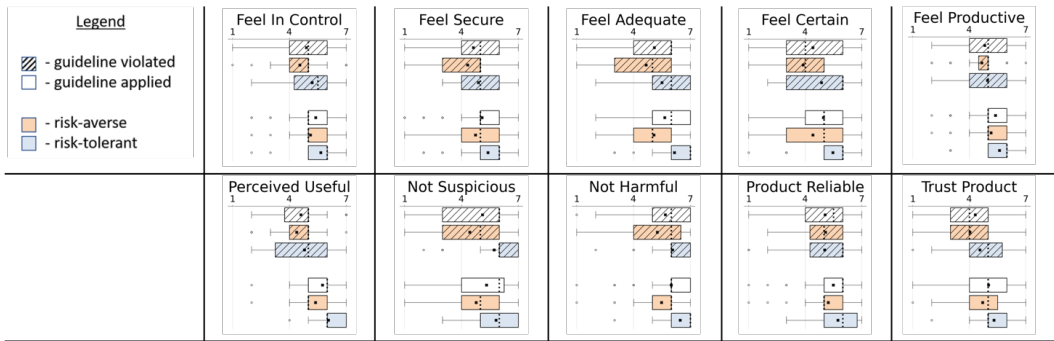 Legend
- guideline violated
- guideline applied
- risk-averse
- risk-tolerant
Feel In Control
1 4 7
Feel Secure
1 4 7
Feel Adequate
1 4 7
Feel Certain
1 4 7
Feel Productive
1 4 7
Perceived Useful
1 4 7
Not Suspicious
1 4 7
Not Harmful
1 4 7
Product Reliable
1 4 7
Trust Product
1 4 7